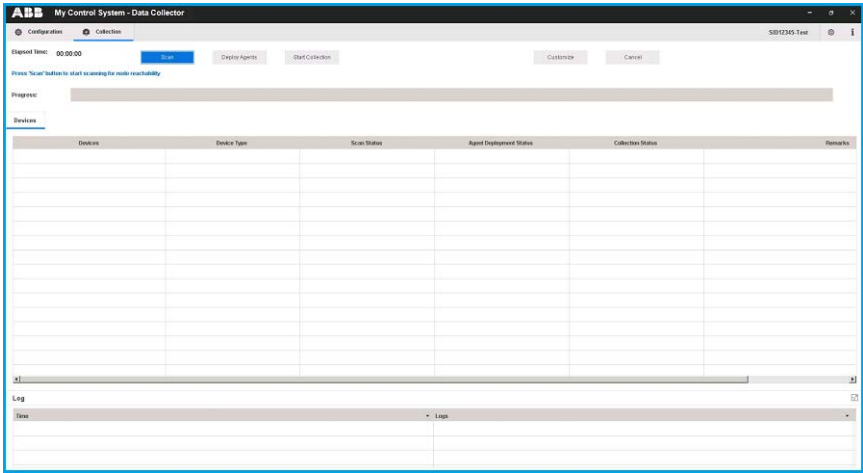 ABB My Control System - Data Collector
Configuration Collection SID12345-Test i
Elapsed Time: 00:00:00 Scan Deploy Agents Start Collection Customize Cancel
Press 'Scan' button to start scanning for node reachability
Progress:
Devices
Devices Device Type Scan Status Agent Deployment Status Collection Status Remarks
Log
Time Logs